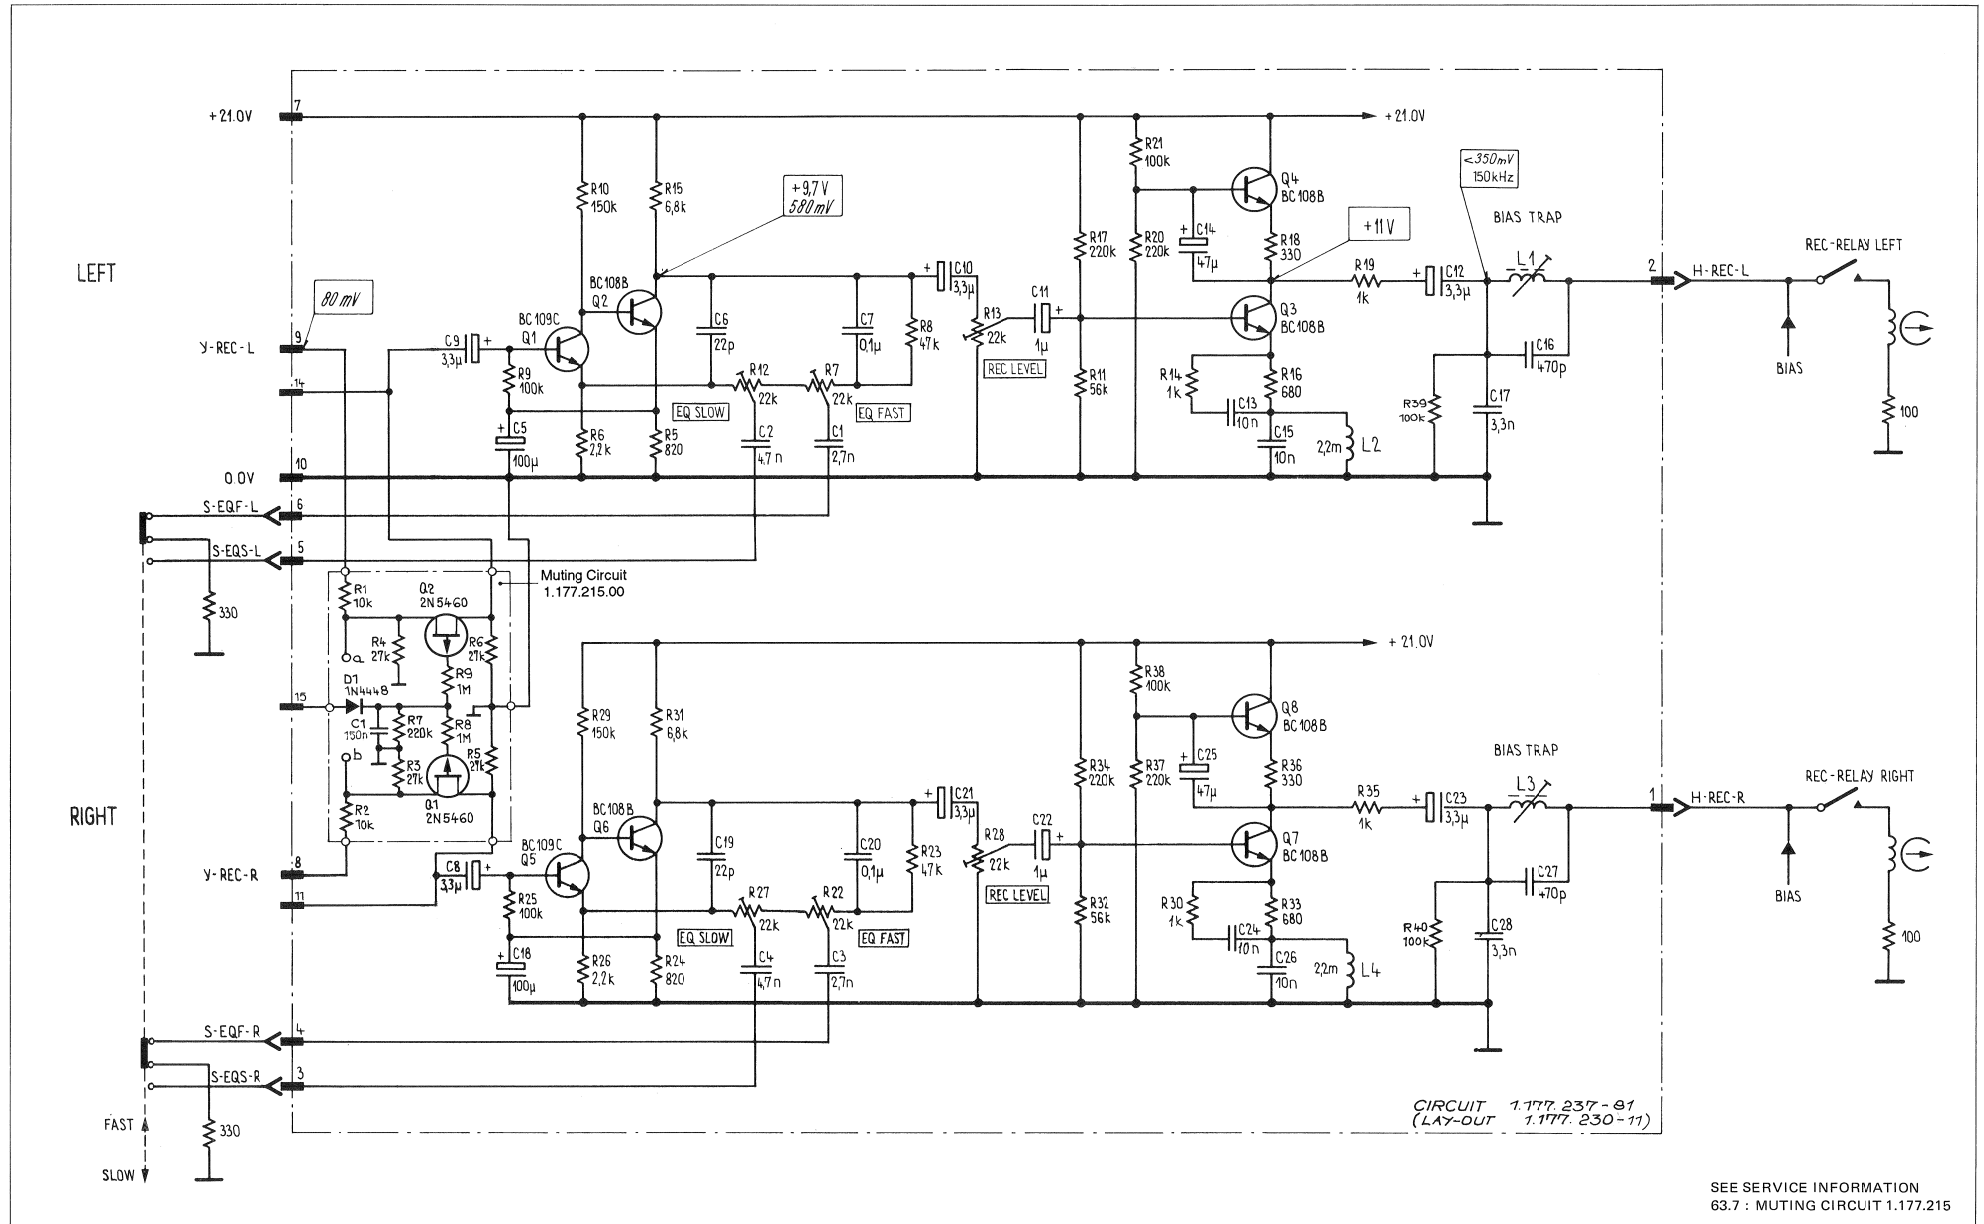 7
+21.0V
+21.0V
R10
150k
R15
6,8k
+9,7V
580mV
R21
100k
Q4
BC108B
<350mV
150kHz
BIAS TRAP
R17
220k
R20
220k
+
C14
47µ
R18
330
+11V
LEFT
80mV
BC108B
Q2
BC109C
Q1
C6
22p
C7
0,1µ
R8
47k
+
C10
3,3µ
R13
22k
C11
+
1µ
REC LEVEL
Q3
BC108B
R19
1k
+
C12
3,3µ
L1
2
H-REC-L
REC-RELAY LEFT
9
Y-REC-L
14
C9
+
3,3µ
R9
100k
R12
22k
R7
22k
EQ SLOW
EQ FAST
R11
56k
R14
1k
R16
680
C13
10n
C15
10n
2,2m
L2
C16
470p
R39
100k
C17
3,3n
BIAS
100
+
C5
100µ
R6
2,2k
R5
820
C2
4,7n
C1
2,7n
10
0.0V
S-EQF-L
6
S-EQS-L
5
330
Muting Circuit
1.177.215.00
R1
10k
Q2
2N5460
R4
27k
R6
27k
a
D1
1N4448
R9
1M
15
C1
150n
R7
220k
R8
1M
b
R3
27k
R5
27k
R2
10k
Q1
2N5460
+21.0V
R29
150k
R31
6,8k
R38
100k
Q8
BC108B
BIAS TRAP
R34
220k
R37
220k
+
C25
47µ
R36
330
RIGHT
BC108B
Q6
BC109C
Q5
C19
22p
C20
0,1µ
R23
47k
+
C21
3,3µ
R28
22k
C22
+
1µ
REC LEVEL
Q7
BC108B
R35
1k
+
C23
3,3µ
L3
1
H-REC-R
REC-RELAY RIGHT
8
Y-REC-R
11
C8
+
3,3µ
R25
100k
R27
22k
R22
22k
EQ SLOW
EQ FAST
R32
56k
R30
1k
R33
680
C24
10n
C26
10n
2,2m
L4
C27
470p
R40
100k
C28
3,3n
BIAS
100
+
C18
100µ
R26
2,2k
R24
820
C4
4,7n
C3
2,7n
S-EQF-R
4
S-EQS-R
3
FAST
330
SLOW
CIRCUIT 1.177.237-81
(LAY-OUT 1.177.230-11)
SEE SERVICE INFORMATION
63.7 : MUTING CIRCUIT 1.177.215